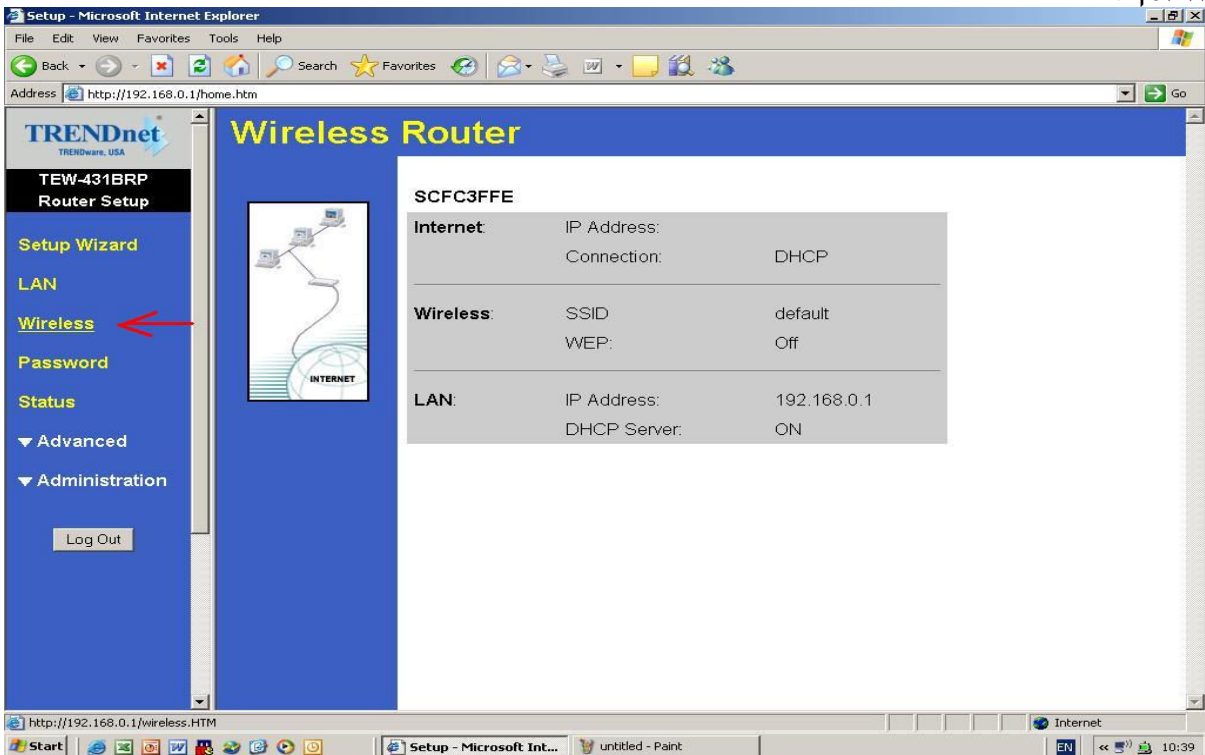 Setup - Microsoft Internet Explorer
File Edit View Favorites Tools Help
Back Search Favorites
Address http://192.168.0.1/home.htm Go
TRENDnet
TRENDware, USA
TEW-431BRP
Router Setup
Setup Wizard
LAN
Wireless
Password
Status
Advanced
Administration
Log Out
Wireless Router
INTERNET
SCFC3FFE
Internet: IP Address:
Connection: DHCP
Wireless: SSID default
WEP: Off
LAN: IP Address: 192.168.0.1
DHCP Server: ON
http://192.168.0.1/wireless.HTM Internet
Start Setup - Microsoft Int... untitled - Paint EN 10:39